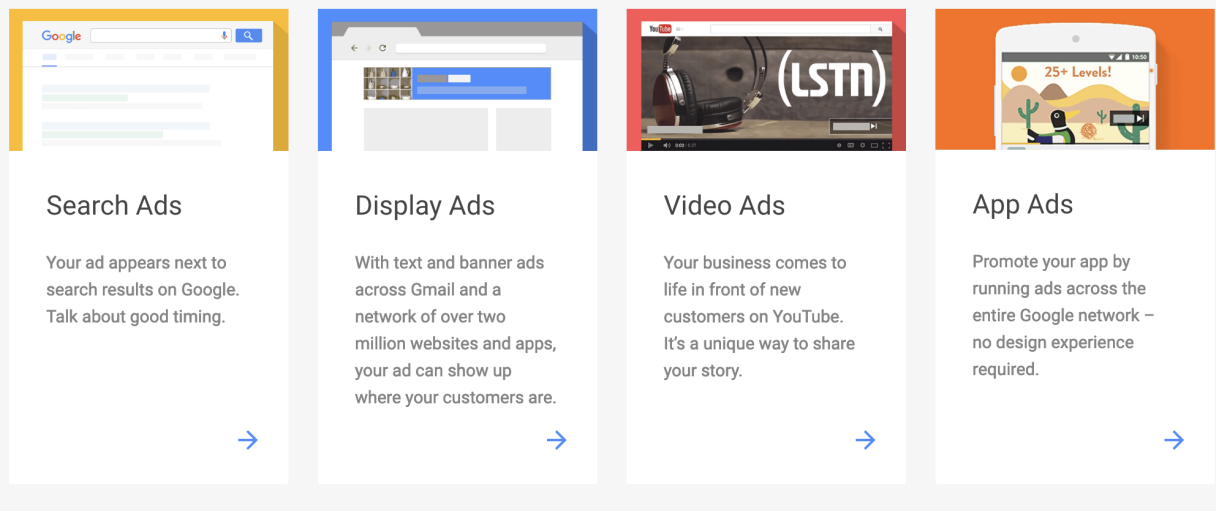 Google
YouTube
(LSTN)
0:03 / 5:27
10:50
25+ Levels!
Search Ads
Your ad appears next to
search results on Google.
Talk about good timing.
Display Ads
With text and banner ads
across Gmail and a
network of over two
million websites and apps,
your ad can show up
where your customers are.
Video Ads
Your business comes to
life in front of new
customers on YouTube.
It's a unique way to share
your story.
App Ads
Promote your app by
running ads across the
entire Google network –
no design experience
required.